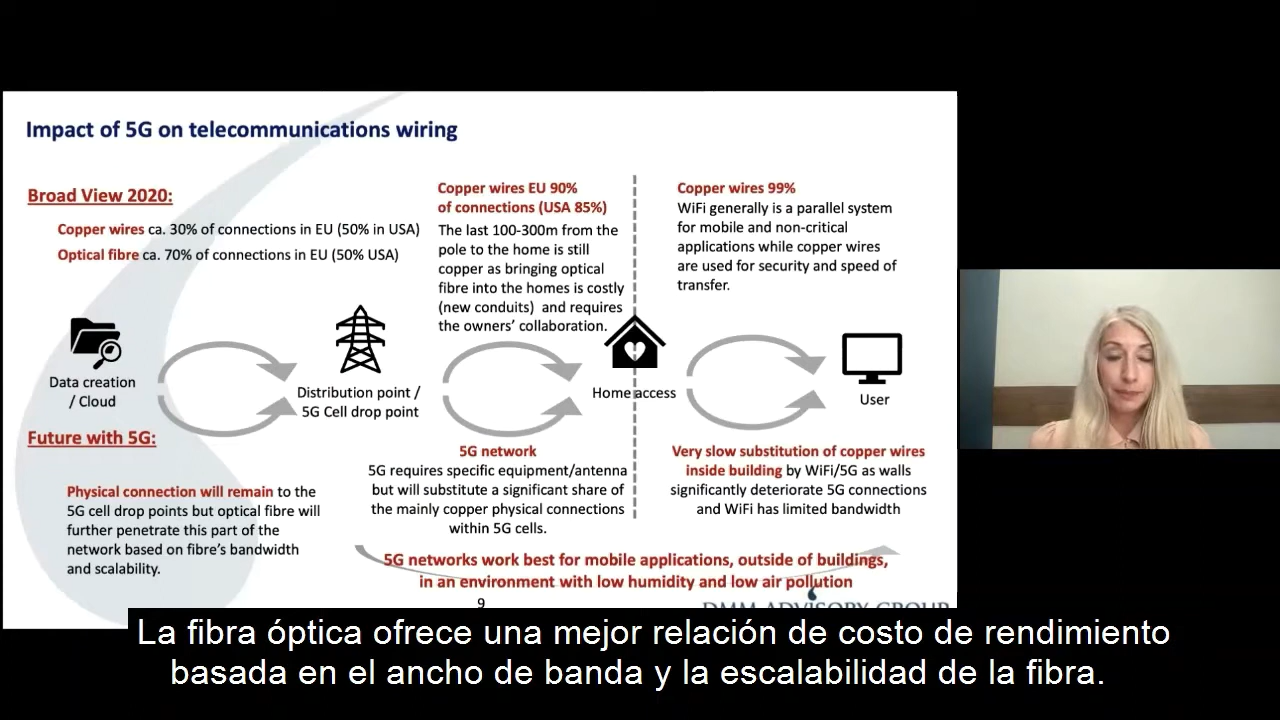 Impact of 5G on telecommunications wiring
Broad View 2020:
Copper wires ca. 30% of connections in EU (50% in USA)
Optical fibre ca. 70% of connections in EU (50% USA)
Copper wires EU 90%
of connections (USA 85%)
The last 100-300m from the
pole to the home is still
copper as bringing optical
fibre into the homes is costly
(new conduits) and requires
the owners' collaboration.
Copper wires 99%
WiFi generally is a parallel system
for mobile and non-critical
applications while copper wires
are used for security and speed of
transfer.
Data creation
/ Cloud
Distribution point /
5G Cell drop point
Home access
User
Future with 5G:
Physical connection will remain to the
5G cell drop points but optical fibre will
further penetrate this part of the
network based on fibre's bandwidth
and scalability.
5G network
5G requires specific equipment/antenna
but will substitute a significant share of
the mainly copper physical connections
within 5G cells.
Very slow substitution of copper wires
inside building by WiFi/5G as walls
significantly deteriorate 5G connections
and WiFi has limited bandwidth
5G networks work best for mobile applications, outside of buildings,
in an environment with low humidity and low air pollution
9
DMM ADVISORY GROUP
La fibra óptica ofrece una mejor relación de costo de rendimiento
basada en el ancho de banda y la escalabilidad de la fibra.